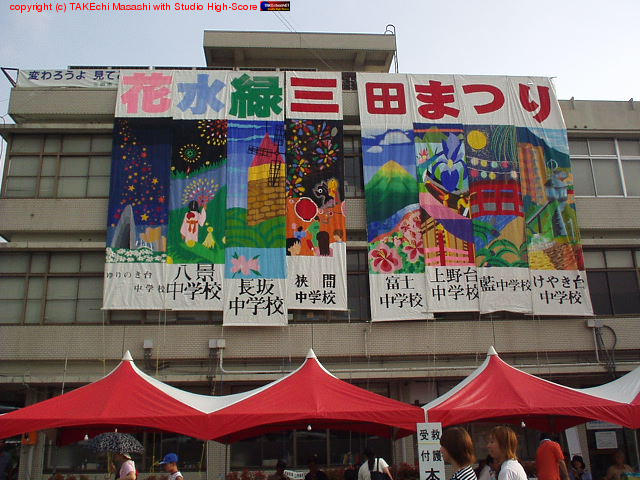 copyright (c) TAKEchi Masashi with Studio High-Score
変わろうよ 見て
花水緑三田まつり
ゆりのき台
中学校
八景
中学校
長坂
中学校
狭間
中学校
富士
中学校
上野台
中学校
藍中学校
けやき台
中学校
受付
救護
本